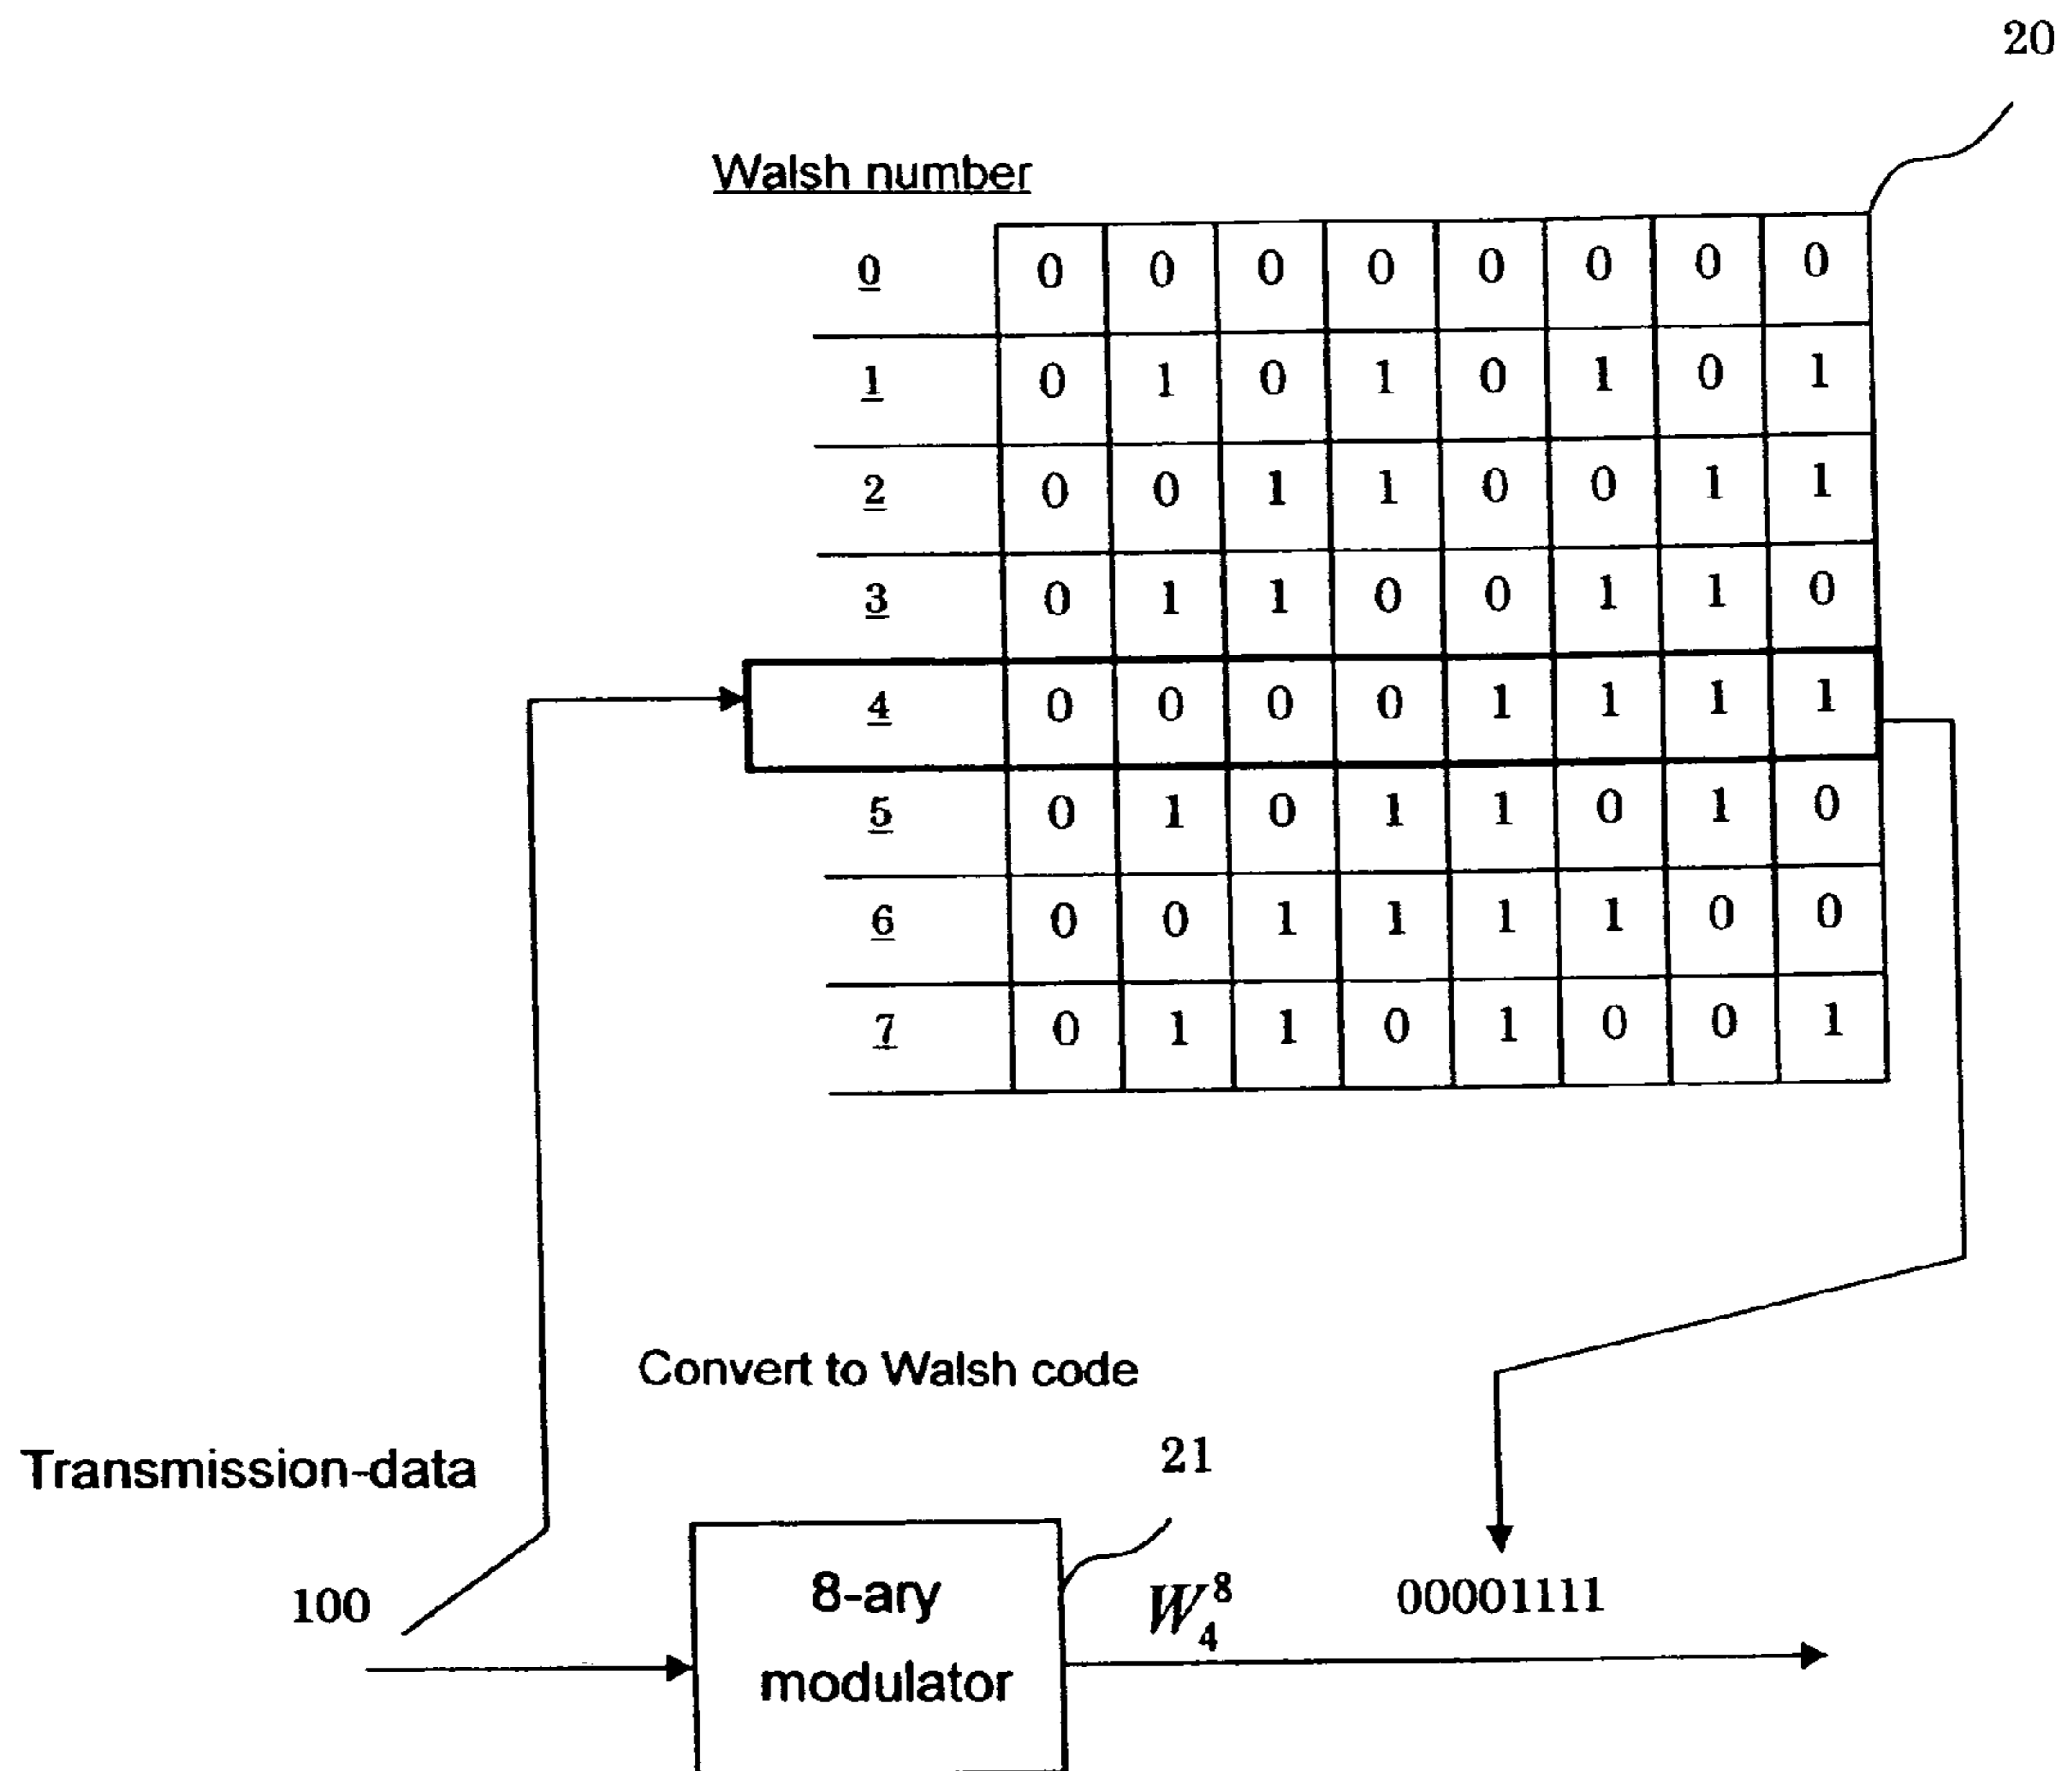 20
Walsh number
0 0 0 0 0 0 0 0 0
1 0 1 0 1 0 1 0 1
2 0 0 1 1 0 0 1 1
3 0 1 1 0 0 1 1 0
4 0 0 0 0 1 1 1 1
5 0 1 0 1 1 0 1 0
6 0 0 1 1 1 1 0 0
7 0 1 1 0 1 0 0 1
Convert to Walsh code
Transmission-data
21
100
8-ary
modulator
W_4^8
00001111